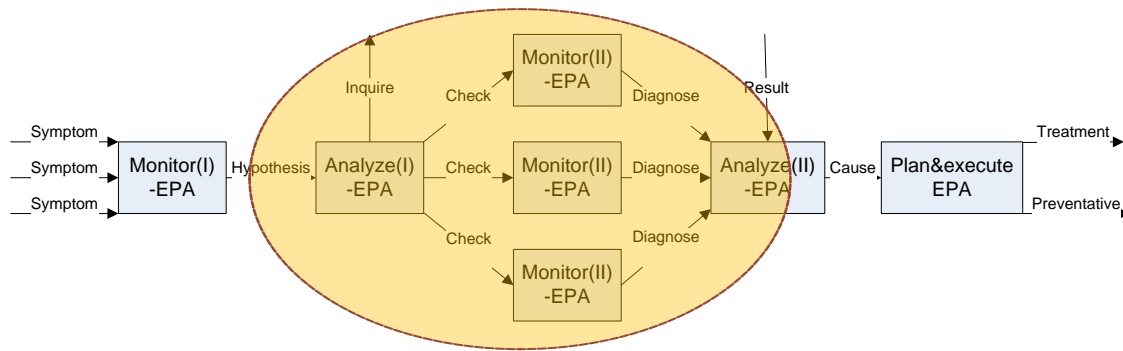 Symptom
Symptom
Symptom
Monitor(I)
-EPA
Hypothesis
Inquire
Analyze(I)
-EPA
Check
Check
Check
Monitor(II)
-EPA
Monitor(II)
-EPA
Monitor(II)
-EPA
Diagnose
Diagnose
Diagnose
Result
Analyze(II)
-EPA
Cause
Plan&execute
EPA
Treatment
Preventative